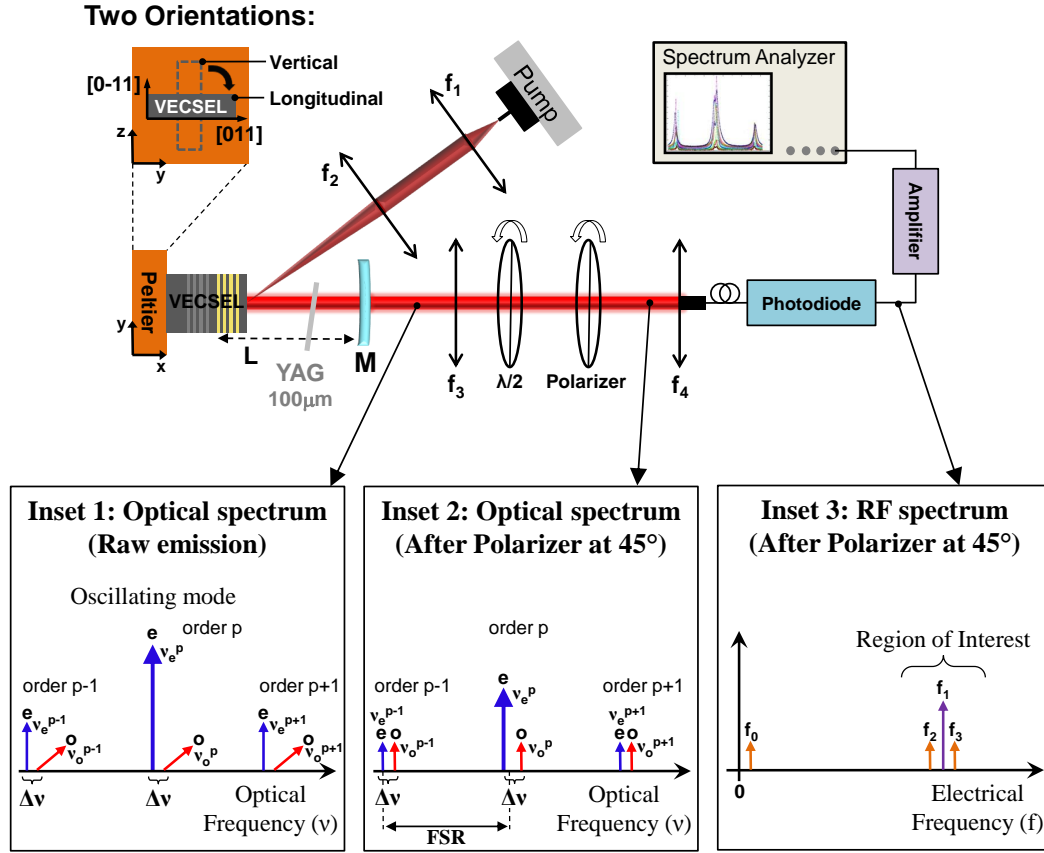 Two Orientations:
Vertical
[0-11]
Longitudinal
VECSEL
[011]
z
y
f1
Pump
f2
Spectrum Analyzer
Amplifier
Peltier
VECSEL
y
x
L
M
YAG
100μm
f3
λ/2
Polarizer
f4
Photodiode
Inset 1: Optical spectrum
(Raw emission)
Oscillating mode
e
order p
νe^p
order p-1
order p+1
e
νe^p-1
o
νo^p-1
o
νo^p
e
νe^p+1
o
νo^p+1
Δν
Δν
Optical
Frequency (ν)
Inset 2: Optical spectrum
(After Polarizer at 45°)
order p
e
order p-1
νe^p
order p+1
νe^p-1
νe^p+1
e o
νo^p-1
o
νo^p
e o
νo^p+1
Δν
Δν
FSR
Optical
Frequency (ν)
Inset 3: RF spectrum
(After Polarizer at 45°)
Region of Interest
f1
f0
f2
f3
0
Electrical
Frequency (f)